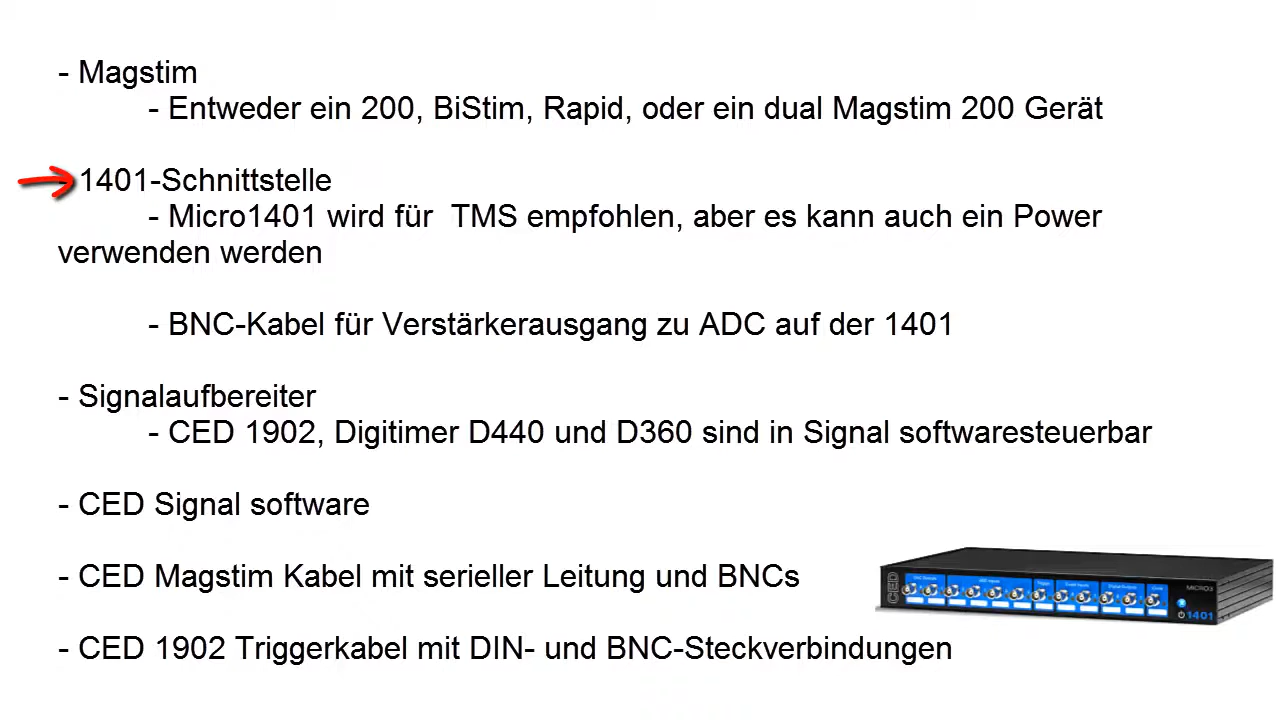 - Magstim
- Entweder ein 200, BiStim, Rapid, oder ein dual Magstim 200 Gerät
- 1401-Schnittstelle
- Micro1401 wird für TMS empfohlen, aber es kann auch ein Power
verwenden werden
- BNC-Kabel für Verstärkerausgang zu ADC auf der 1401
- Signalaufbereiter
- CED 1902, Digitimer D440 und D360 sind in Signal softwaresteuerbar
- CED Signal software
- CED Magstim Kabel mit serieller Leitung und BNCs
- CED 1902 Triggerkabel mit DIN- und BNC-Steckverbindungen
CED
1401